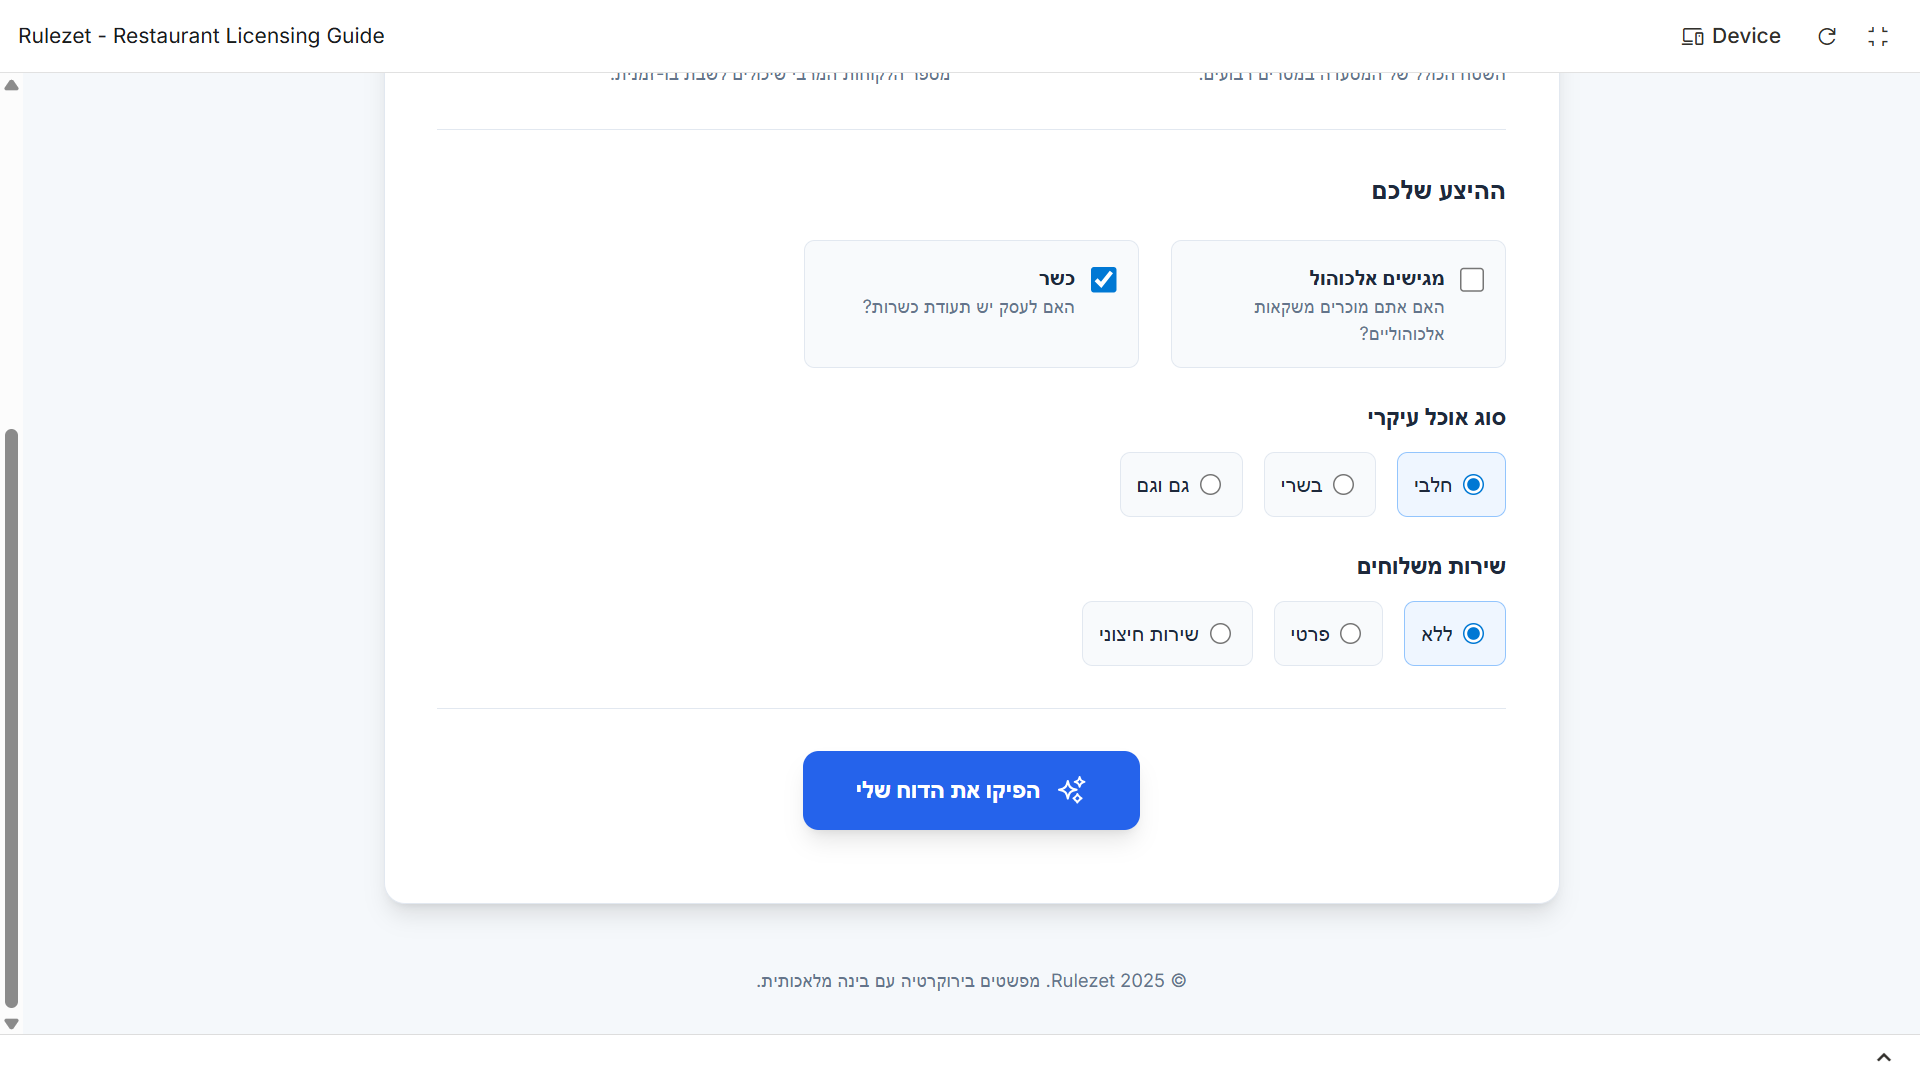 Rulezet - Restaurant Licensing Guide
Device
השטח הכולל של המסעדה במטרים רבועים.
מספר הלקוחות המרבי שיכולים לשבת בו-זמנית.
ההיצע שלכם
מגישים אלכוהול
האם אתם מוכרים משקאות
אלכוהוליים?
כשר
האם לעסק יש תעודת כשרות?
סוג אוכל עיקרי
חלבי
בשרי
גם וגם
שירות משלוחים
ללא
פרטי
שירות חיצוני
הפיקו את הדוח שלי
© 2025 Rulezet. מפשטים בירוקרטיה עם בינה מלאכותית.